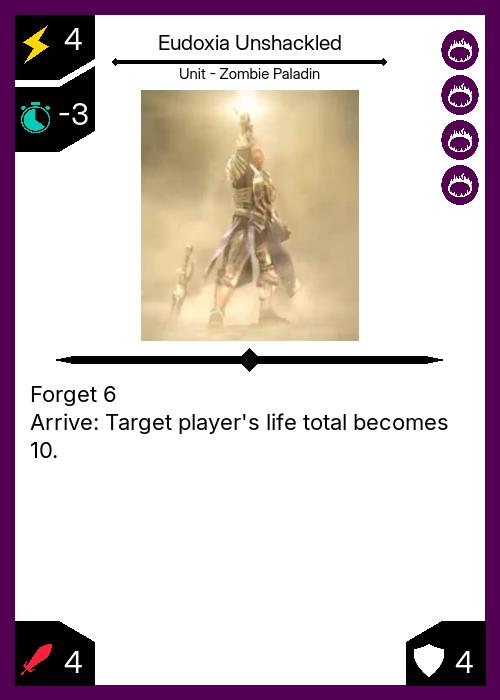 4
Eudoxia Unshackled
Unit - Zombie Paladin
-3
Forget 6
Arrive: Target player's life total becomes
10.
4
4